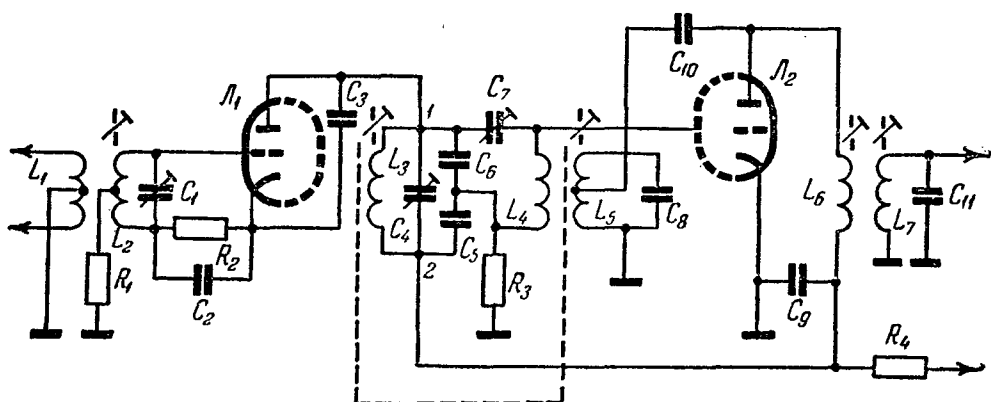 Л₁
C₃
L₁
L₂
C₁
R₁
R₂
C₂
1
L₃
C₄
C₆
C₅
2
C₇
L₄
R₃
L₅
C₈
C₁₀
Л₂
C₉
L₆
L₇
C₁₁
R₄